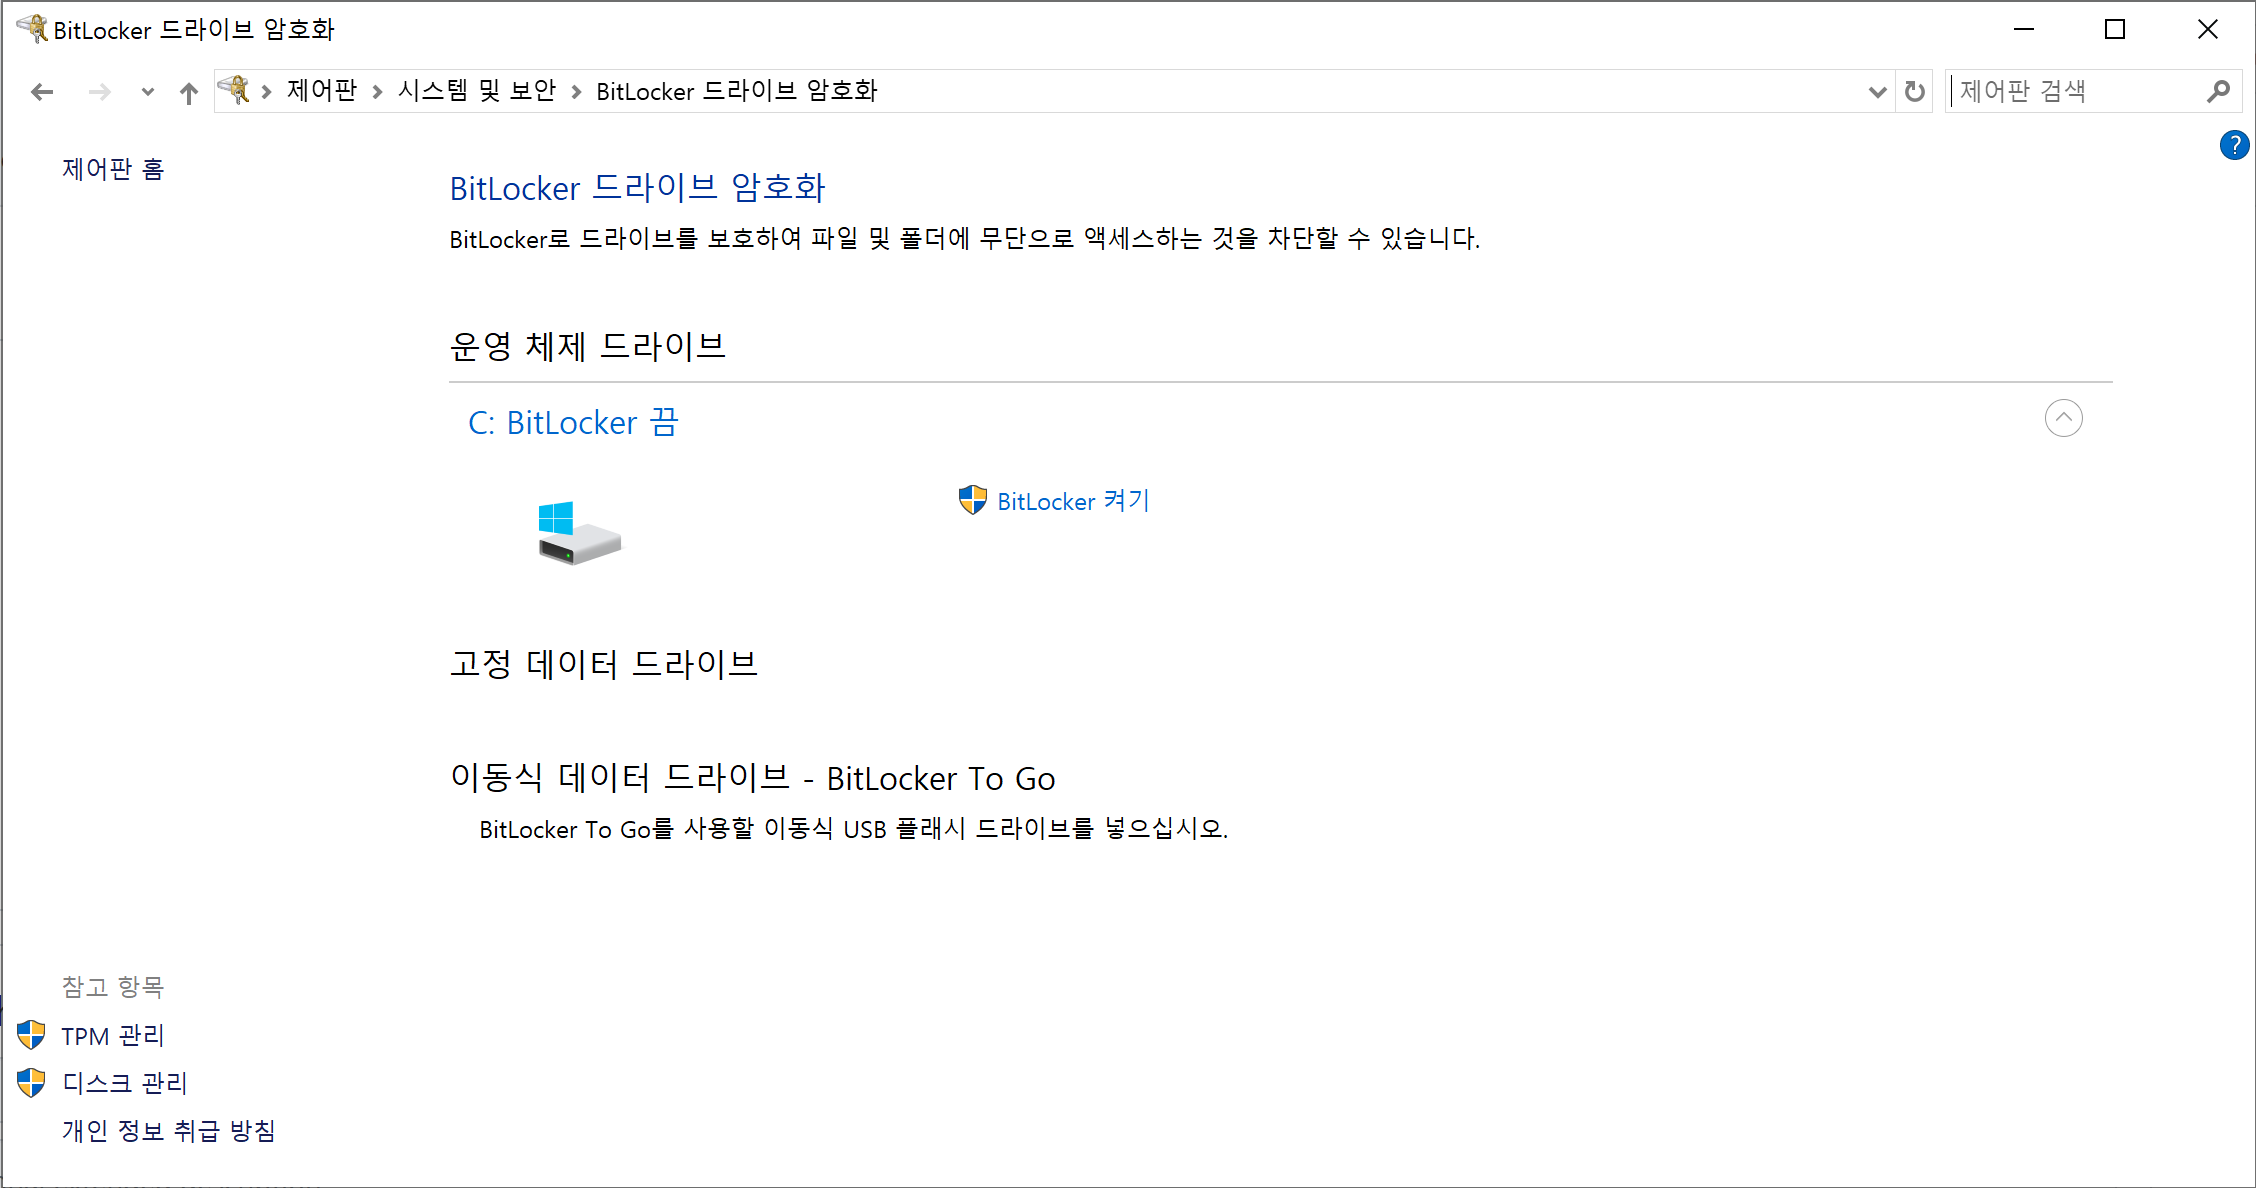 BitLocker 드라이브 암호화
제어판 시스템 및 보안 BitLocker 드라이브 암호화 제어판 검색
?
제어판 홈
BitLocker 드라이브 암호화
BitLocker로 드라이브를 보호하여 파일 및 폴더에 무단으로 액세스하는 것을 차단할 수 있습니다.
운영 체제 드라이브
C: BitLocker 끔
BitLocker 켜기
고정 데이터 드라이브
이동식 데이터 드라이브 - BitLocker To Go
BitLocker To Go를 사용할 이동식 USB 플래시 드라이브를 넣으십시오.
참고 항목
TPM 관리
디스크 관리
개인 정보 취급 방침